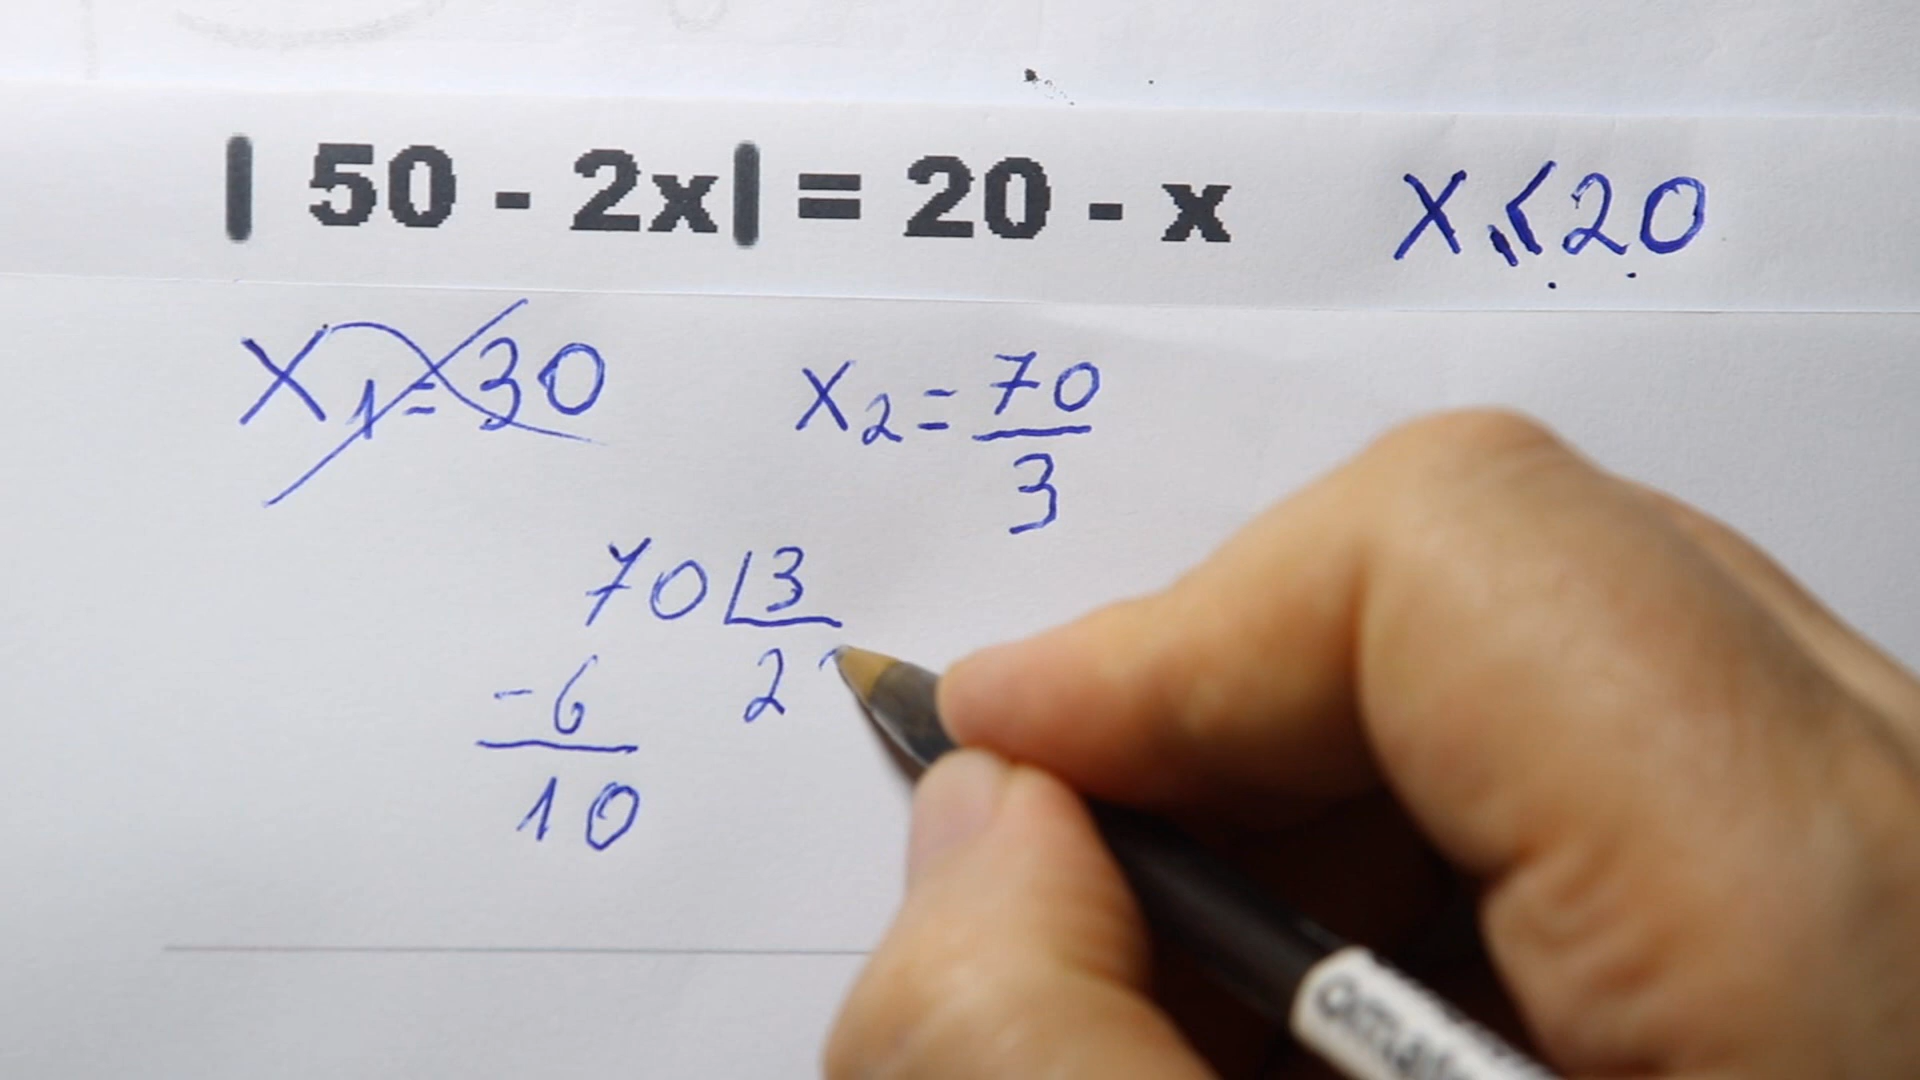 | 50 - 2x| = 20 - x x ⩽ 20
x₁ = 30 x₂ = 70/3
70 | 3
- 6 2
10